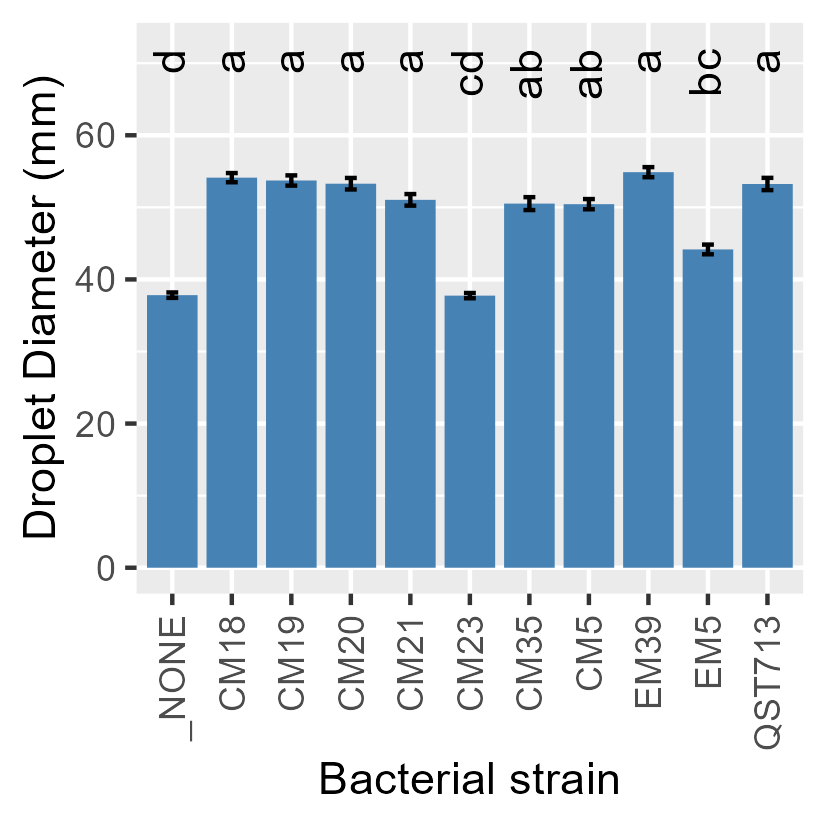 d a a a a cd ab ab a bc a
Droplet Diameter (mm)
60
40
20
0
_NONE CM18 CM19 CM20 CM21 CM23 CM35 CM5 EM39 EM5 QST713
Bacterial strain